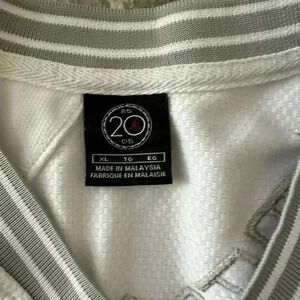 85
20
05
XL TG EG
MADE IN MALAYSIA
FABRIQUE EN MALAISIE